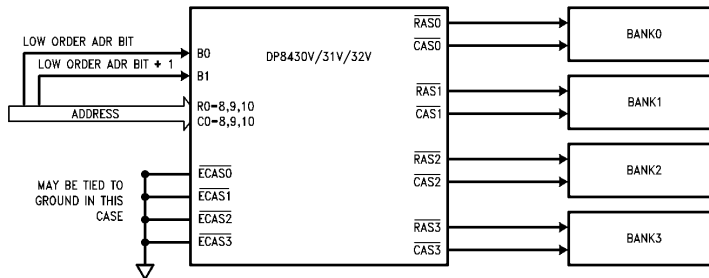 LOW ORDER ADR BIT
LOW ORDER ADR BIT + 1
ADDRESS
B0
B1
R0–8,9,10
C0–8,9,10
DP8430V/31V/32V
MAY BE TIED TO
GROUND IN THIS
CASE
ECAS0
ECAS1
ECAS2
ECAS3
RAS0
CAS0
RAS1
CAS1
RAS2
CAS2
RAS3
CAS3
BANK0
BANK1
BANK2
BANK3